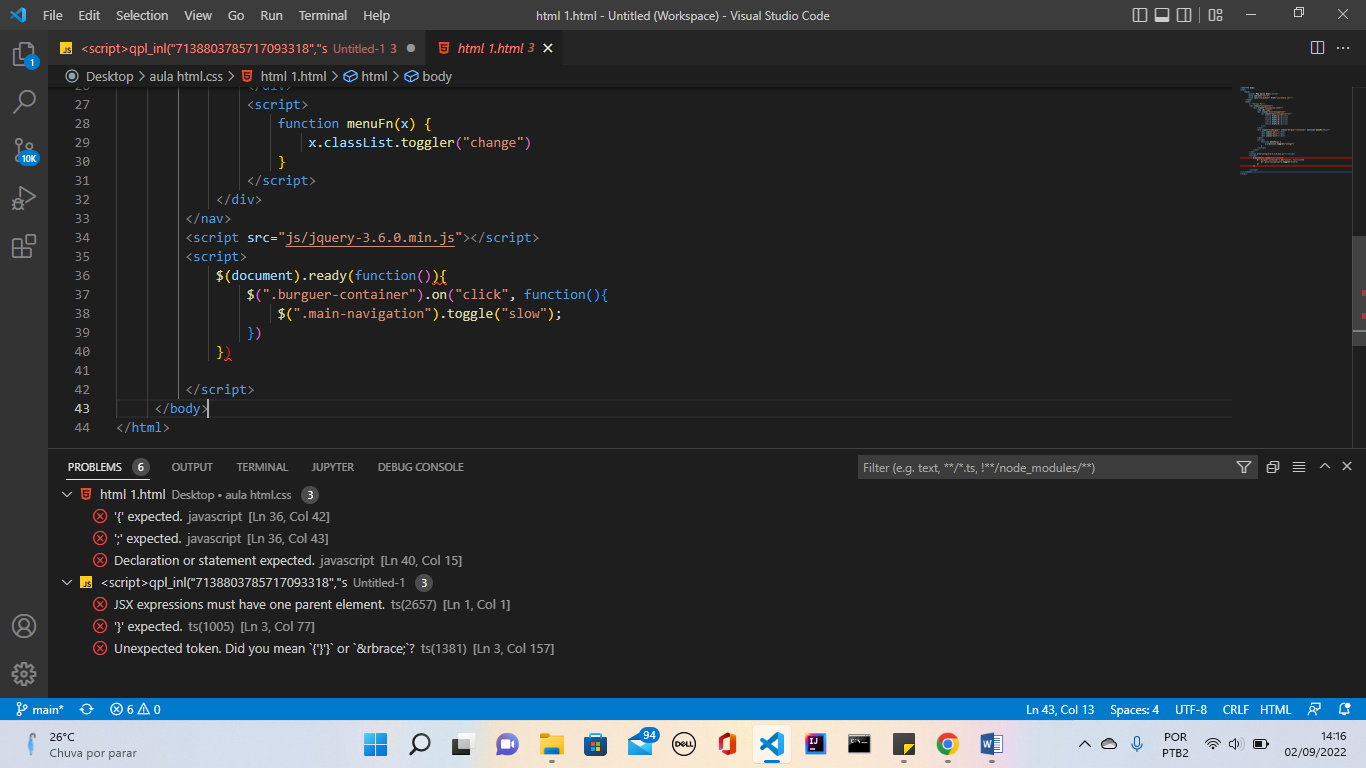 File Edit Selection View Go Run Terminal Help
html 1.html - Untitled (Workspace) - Visual Studio Code
<script>qpl_inl("7138803785717093318","s Untitled-1 3
html 1.html 3
Desktop > aula html.css > html 1.html > html > body
27 <script>
28 function menuFn(x) {
29 x.classList.toggler("change")
30 }
31 </script>
32 </div>
33 </nav>
34 <script src="js/jquery-3.6.0.min.js"></script>
35 <script>
36 $(document).ready(function()){
37 $(".burguer-container").on("click", function(){
38 $(".main-navigation").toggle("slow");
39 })
40 })
41
42 </script>
43 </body>
44 </html>
1
10K
PROBLEMS 6 OUTPUT TERMINAL JUPYTER DEBUG CONSOLE
Filter (e.g. text, **/*.ts, !**/node_modules/**)
html 1.html Desktop • aula html.css 3
'{' expected. javascript [Ln 36, Col 42]
';' expected. javascript [Ln 36, Col 43]
Declaration or statement expected. javascript [Ln 40, Col 15]
JS <script>qpl_inl("7138803785717093318","s Untitled-1 3
JSX expressions must have one parent element. ts(2657) [Ln 1, Col 1]
'}' expected. ts(1005) [Ln 3, Col 77]
Unexpected token. Did you mean `{'}'}` or `&rbrace;`? ts(1381) [Ln 3, Col 157]
main* 6 0
Ln 43, Col 13 Spaces: 4 UTF-8 CRLF HTML
26°C
Chuva por parar
94
DELL
IJ
W
POR
PTB2
14:16
02/09/2022